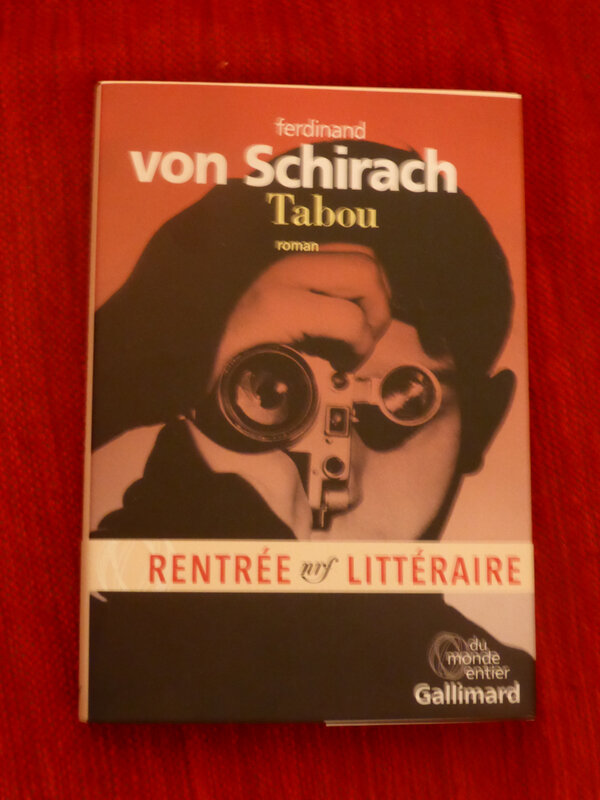 ferdinand
von Schirach
Tabou
roman
RENTRÉE nrf LITTÉRAIRE
du
monde
entier
Gallimard